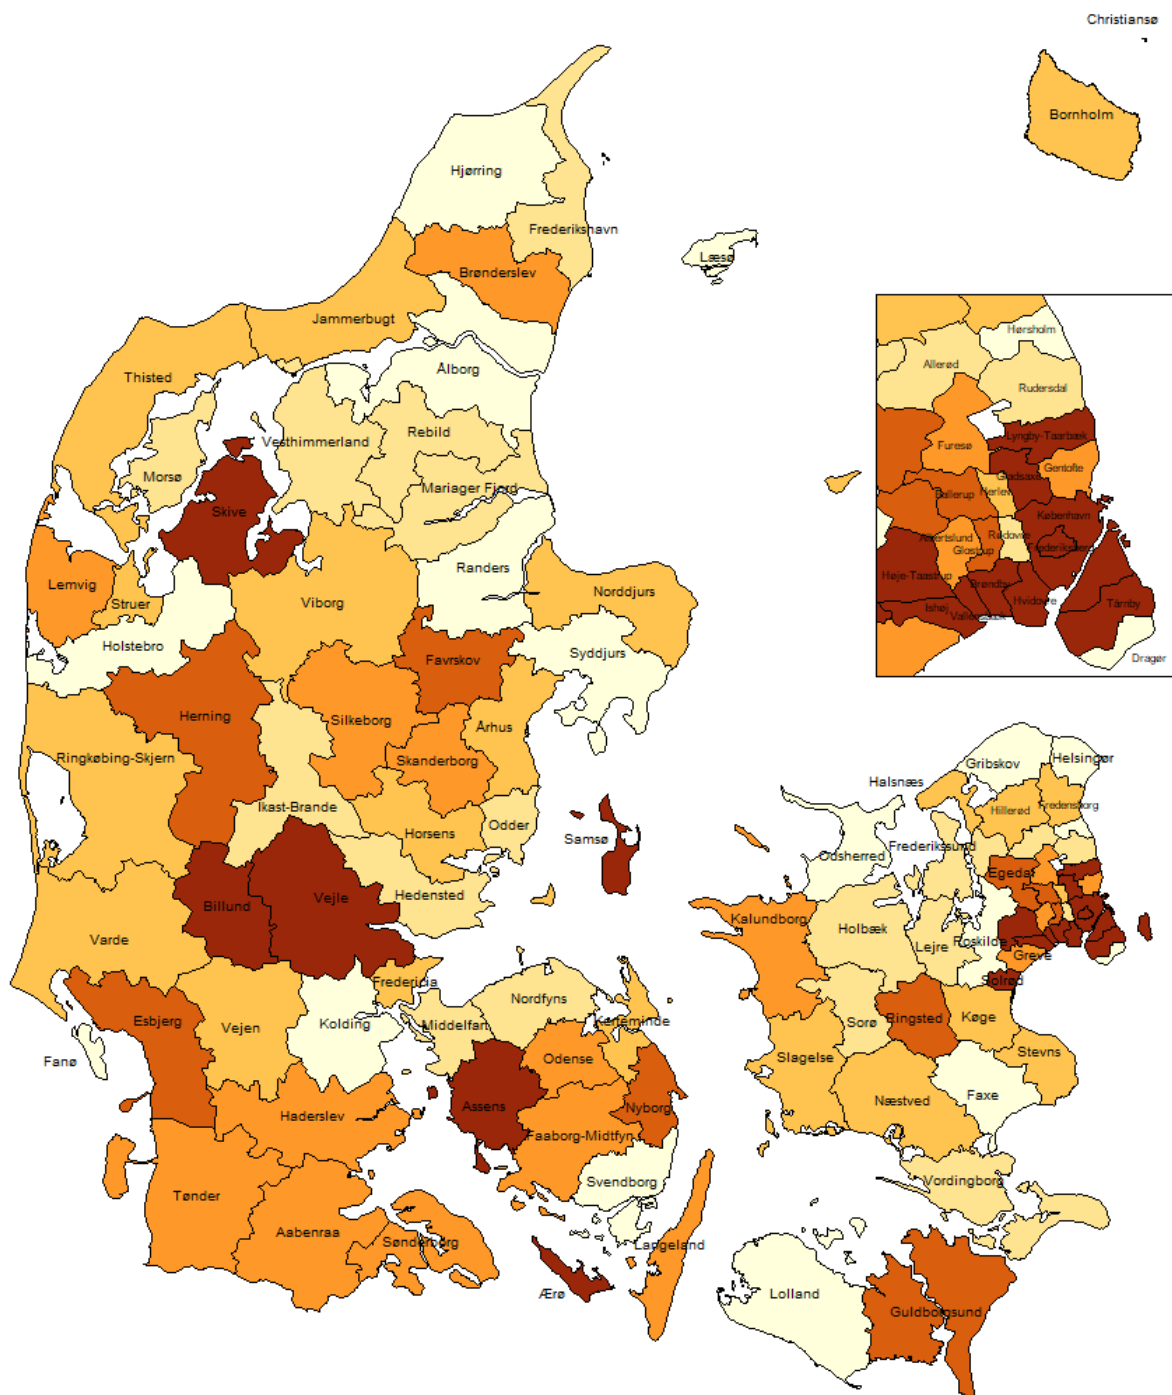 Christiansø
Bornholm
Hjørring
Frederikshavn
Læsø
Brønderslev
Jammerbugt
Ålborg
Thisted
Vesthimmerland
Rebild
Morsø
Mariager Fjord
Skive
Randers
Lemvig
Struer
Viborg
Norddjurs
Holstebro
Favrskov
Syddjurs
Herning
Silkeborg
Århus
Ringkøbing-Skjern
Skanderborg
Ikast-Brande
Horsens
Odder
Samsø
Hedensted
Billund
Vejle
Varde
Fredericia
Esbjerg
Vejen
Kolding
Fanø
Middelfart
Nordfyns
Kerteminde
Odense
Assens
Nyborg
Haderslev
Faaborg-Midtfyn
Svendborg
Tønder
Aabenraa
Sønderborg
Langeland
Ærø
Hørsholm
Allerød
Rudersdal
Lyngby-Taarbæk
Furesø
Gentofte
Gladsaxe
Ballerup
Herlev
København
Rødovre
Albertslund
Glostrup
Frederiksberg
Høje-Taastrup
Brøndby
Hvidovre
Ishøj
Vallensbæk
Tårnby
Dragør
Helsingør
Gribskov
Halsnæs
Hillerød
Fredensborg
Frederikssund
Odsherred
Egedal
Kalundborg
Holbæk
Lejre
Roskilde
Greve
Solrød
Sorø
Ringsted
Køge
Slagelse
Stevns
Næstved
Faxe
Vordingborg
Lolland
Guldborgsund